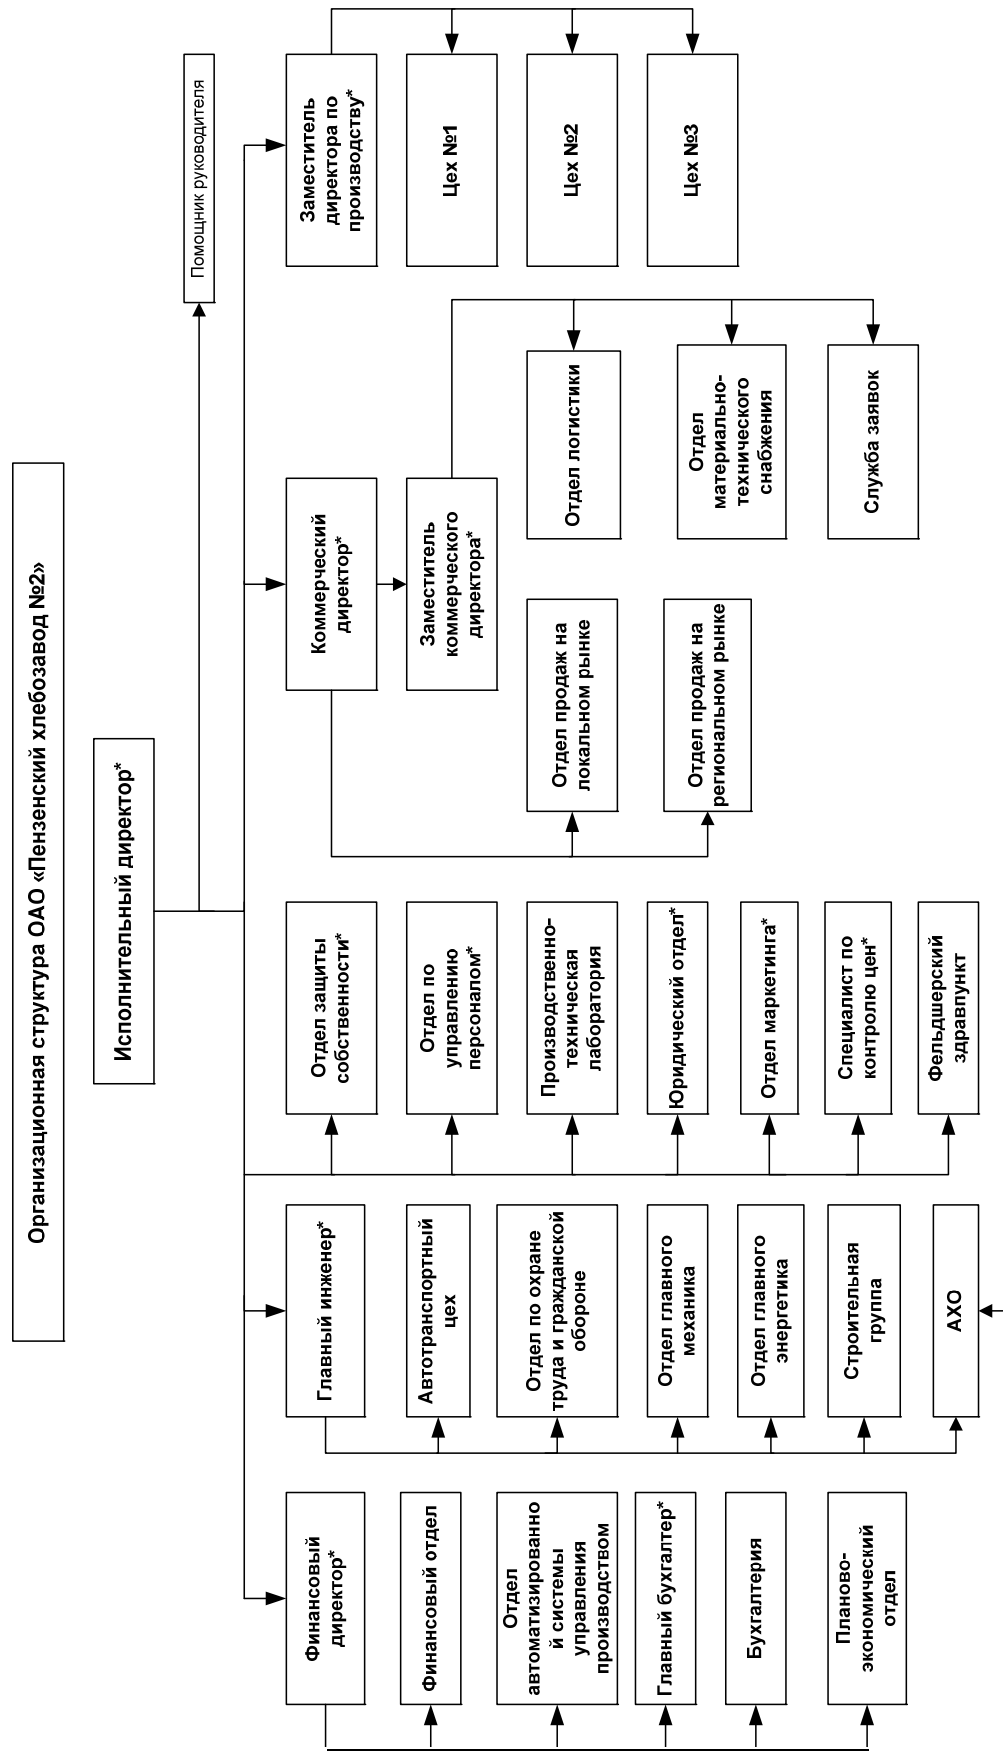 Организационная структура ОАО «Пензенский хлебозавод №2»
Исполнительный директор*
Помощник руководителя
Финансовый
директор*
Финансовый отдел
Отдел
автоматизированно
й системы
управления
производством
Главный бухгалтер*
Бухгалтерия
Планово-
экономический
отдел
Главный инженер*
Автотранспортный
цех
Отдел по охране
труда и гражданской
обороне
Отдел главного
механика
Отдел главного
энергетика
Строительная
группа
АХО
Отдел защиты
собственности*
Отдел по
управлению
персоналом*
Производственно-
техническая
лаборатория
Юридический отдел*
Отдел маркетинга*
Специалист по
контролю цен*
Фельдшерский
здравпункт
Коммерческий
директор*
Заместитель
коммерческого
директора*
Отдел продаж на
локальном рынке
Отдел продаж на
региональном рынке
Отдел логистики
Отдел
материально-
технического
снабжения
Служба заявок
Заместитель
директора по
производству*
Цех №1
Цех №2
Цех №3